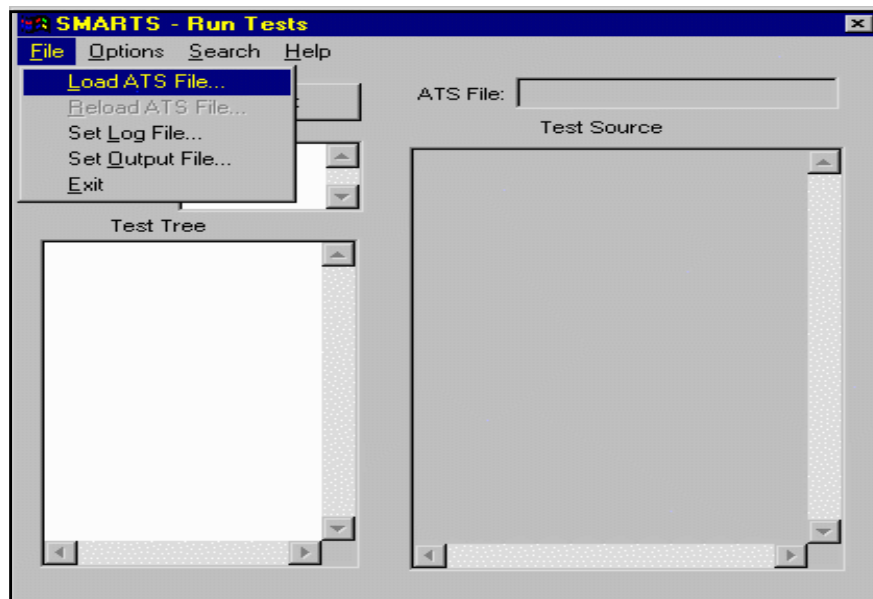 SMARTS - Run Tests
File Options Search Help
Load ATS File...
Reload ATS File...
Set Log File...
Set Output File...
Exit
ATS File:
Test Source
Test Tree